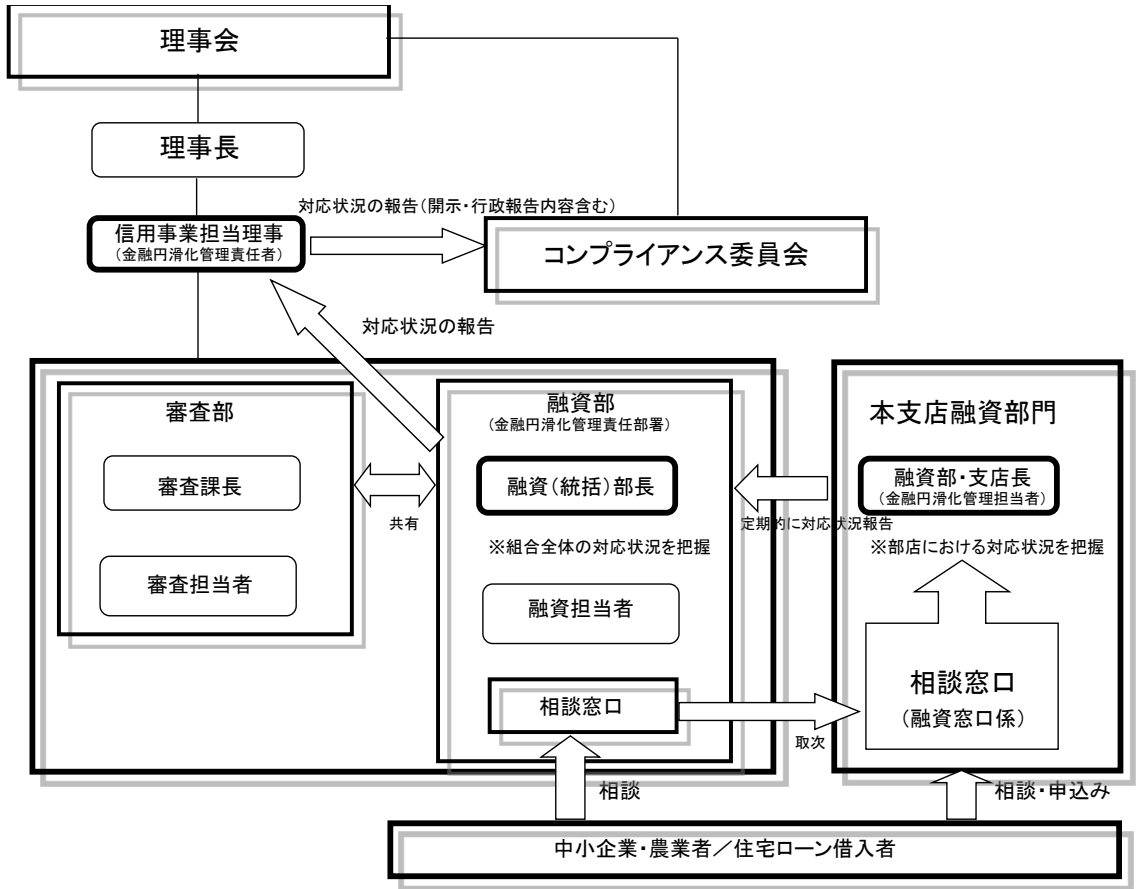 理事会
理事長
対応状況の報告(開示・行政報告内容含む)
信用事業担当理事
(金融円滑化管理責任者)
コンプライアンス委員会
対応状況の報告
審査部
審査課長
審査担当者
共有
融資部
(金融円滑化管理責任部署)
融資(統括)部長
※組合全体の対応状況を把握
融資担当者
相談窓口
定期的に対応状況報告
本支店融資部門
融資部・支店長
(金融円滑化管理担当者)
※部店における対応状況を把握
相談窓口
(融資窓口係)
取次
相談
相談・申込み
中小企業・農業者/住宅ローン借入者